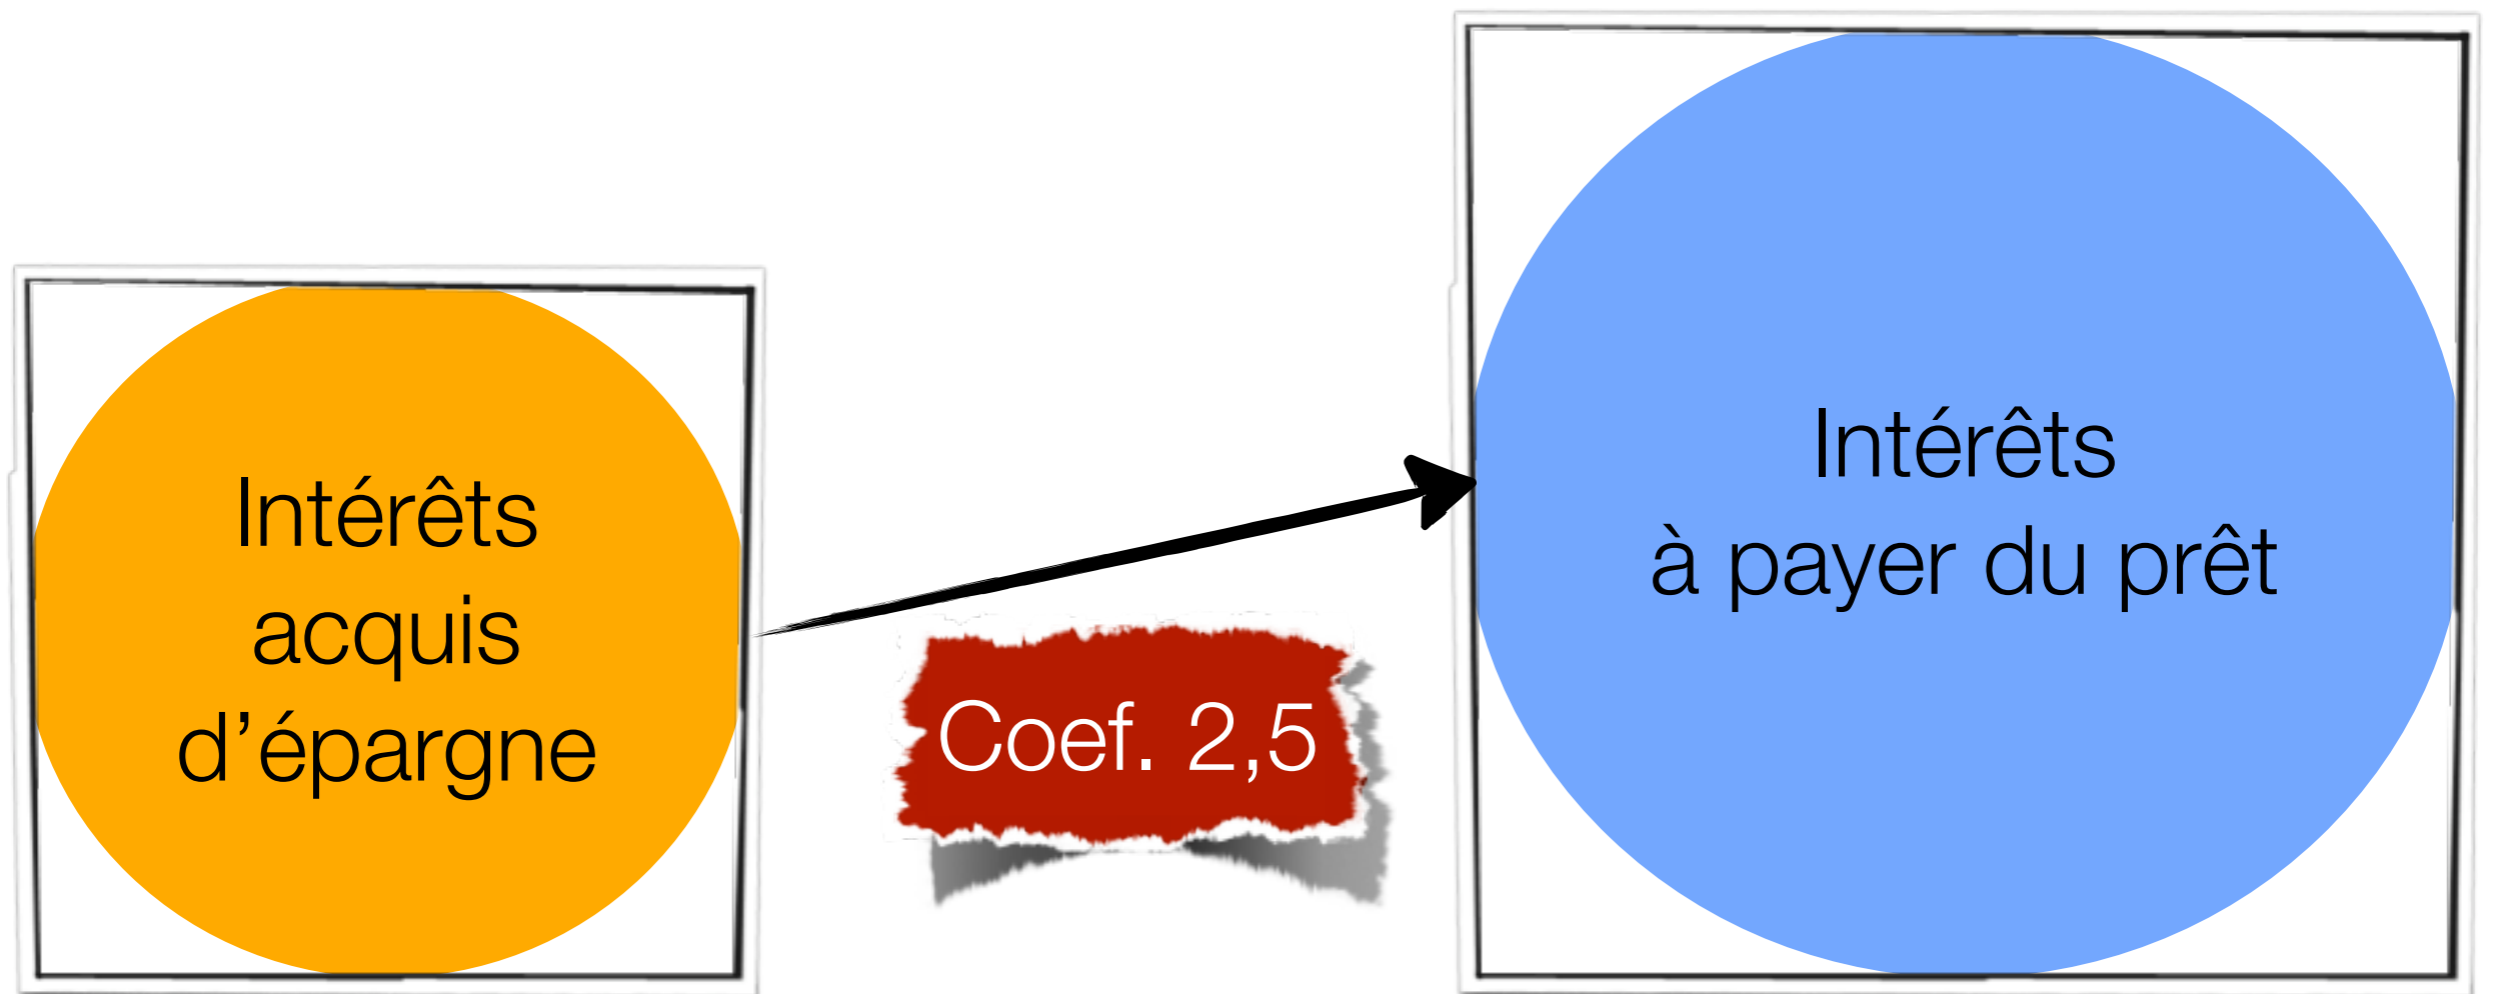 Intérêts
acquis
d’épargne
Coef. 2,5
Intérêts
à payer du prêt